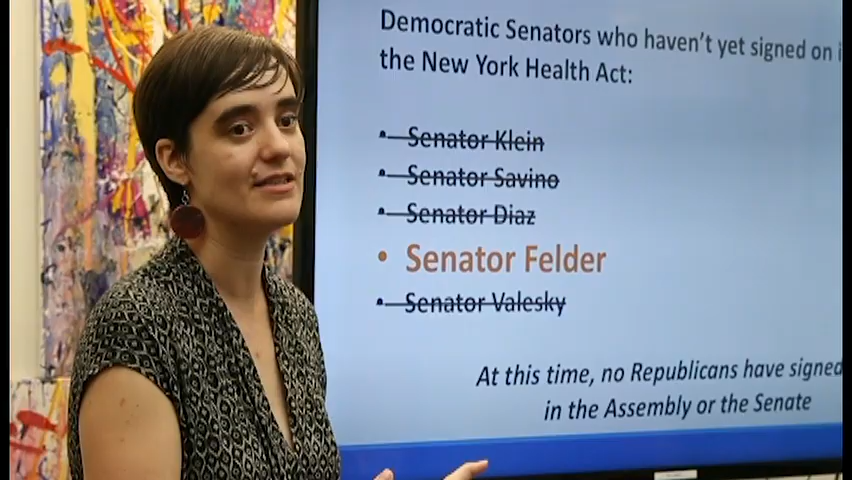 Democratic Senators who haven't yet signed on
the New York Health Act:
• Senator Klein
• Senator Savino
• Senator Diaz
• Senator Felder
• Senator Valesky
At this time, no Republicans have signed
in the Assembly or the Senate